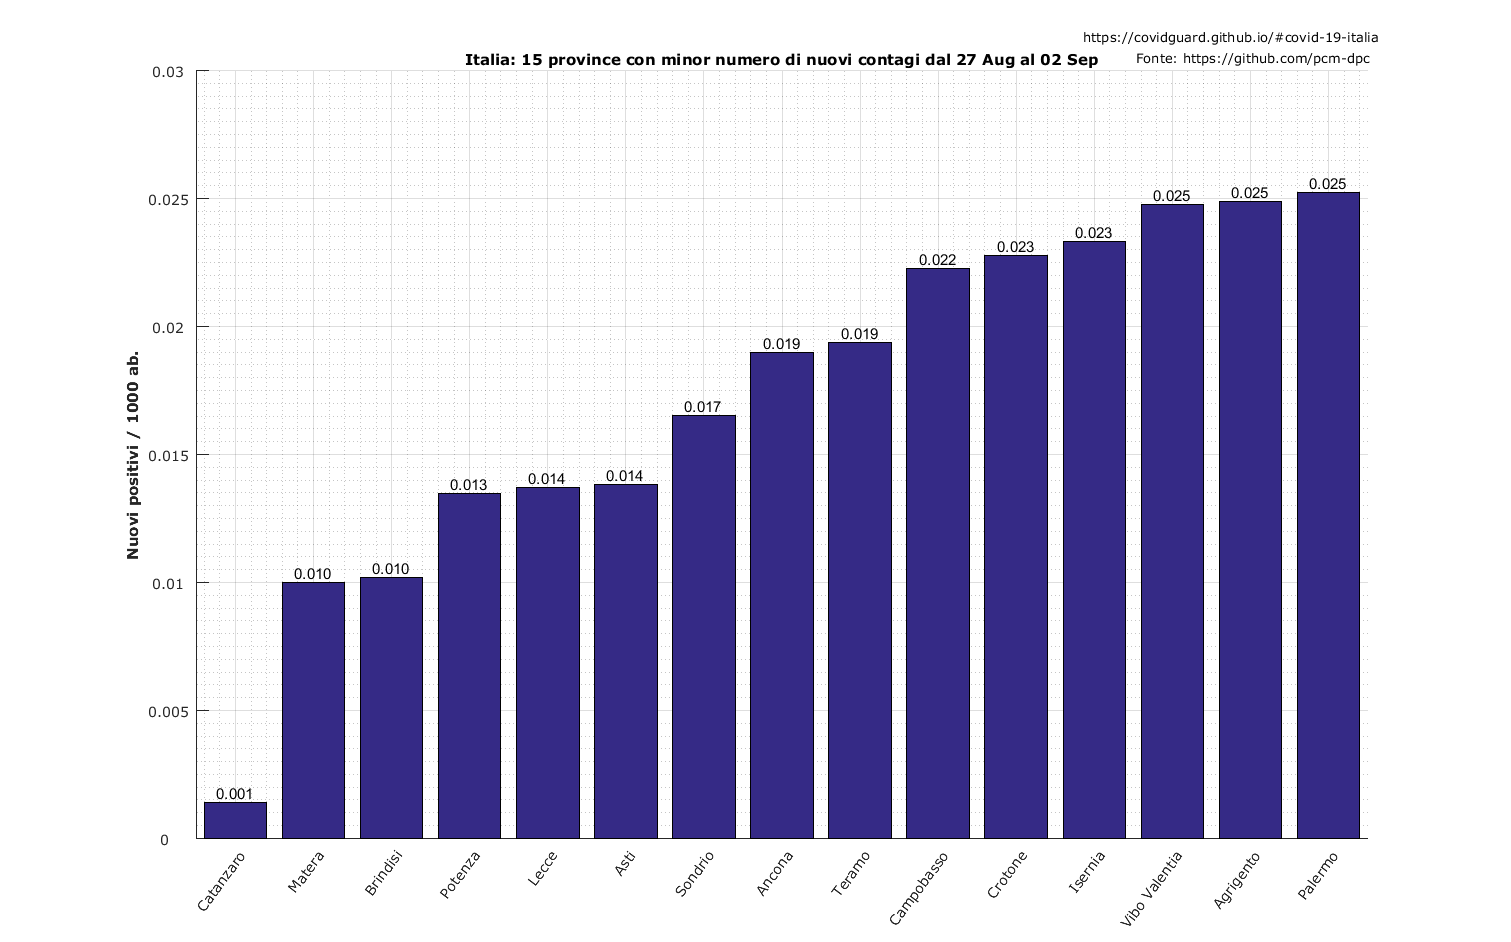 https://covidguard.github.io/#covid-19-italia
Italia: 15 province con minor numero di nuovi contagi dal 27 Aug al 02 Sep
Fonte: https://github.com/pcm-dpc
Nuovi positivi / 1000 ab.
0.03
0.025
0.02
0.015
0.01
0.005
0
0.001
0.010
0.010
0.013
0.014
0.014
0.017
0.019
0.019
0.022
0.023
0.023
0.025
0.025
0.025
Catanzaro
Matera
Brindisi
Potenza
Lecce
Asti
Sondrio
Ancona
Teramo
Campobasso
Crotone
Isernia
Vibo Valentia
Agrigento
Palermo